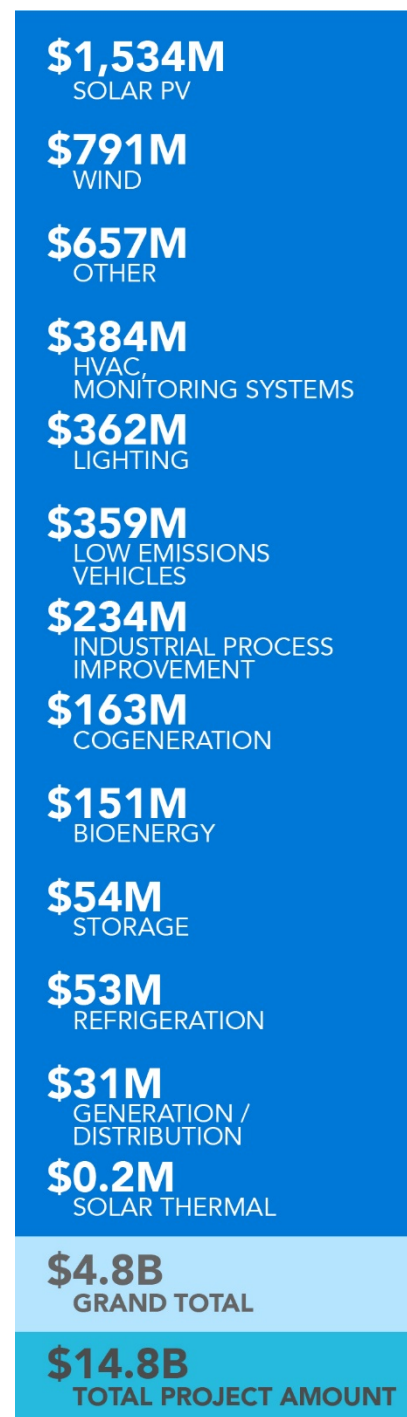 $1,534M
SOLAR PV
$791M
WIND
$657M
OTHER
$384M
HVAC,
MONITORING SYSTEMS
$362M
LIGHTING
$359M
LOW EMISSIONS
VEHICLES
$234M
INDUSTRIAL PROCESS
IMPROVEMENT
$163M
COGENERATION
$151M
BIOENERGY
$54M
STORAGE
$53M
REFRIGERATION
$31M
GENERATION /
DISTRIBUTION
$0.2M
SOLAR THERMAL
$4.8B
GRAND TOTAL
$14.8B
TOTAL PROJECT AMOUNT